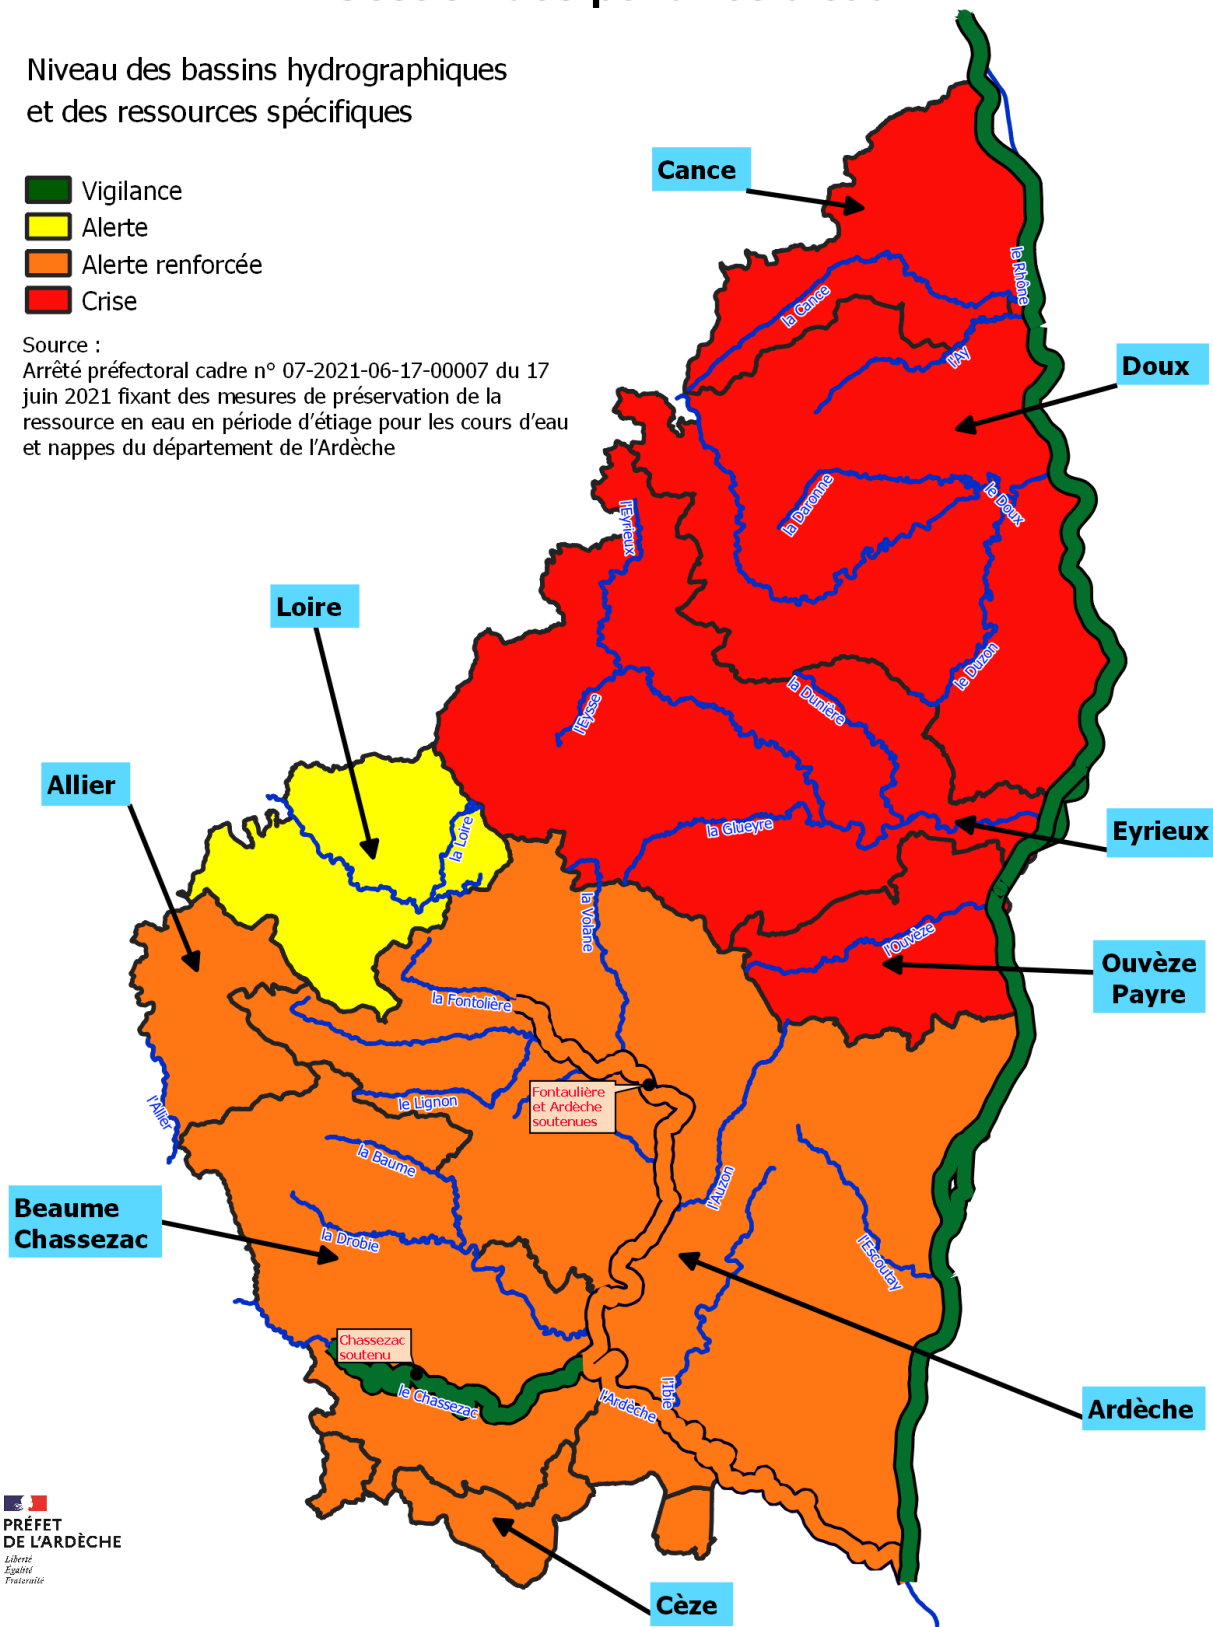 Niveau des bassins hydrographiques
et des ressources spécifiques
Vigilance
Alerte
Alerte renforcée
Crise
Source :
Arrêté préfectoral cadre n° 07-2021-06-17-00007 du 17
juin 2021 fixant des mesures de préservation de la
ressource en eau en période d'étiage pour les cours d'eau
et nappes du département de l'Ardèche
Cance
le Rhône
la Cance
l'Ay
Doux
la Daronne
le Doux
l'Eyrieux
Loire
le Duzon
la Dunière
l'Eysse
Allier
la Loire
la Glueyre
Eyrieux
la Volane
l'Ouvèze
Ouvèze
Payre
la Fontolière
Fontaulière
et Ardèche
soutenues
le Lignon
l'Allier
la Baume
l'Auzon
Beaume
Chassezac
la Drobie
l'Escoutay
Chassezac
soutenu
le Chassezac
l'Ardèche
l'Ibie
Ardèche
PRÉFET
DE L'ARDÈCHE
Liberté
Égalité
Fraternité
Cèze